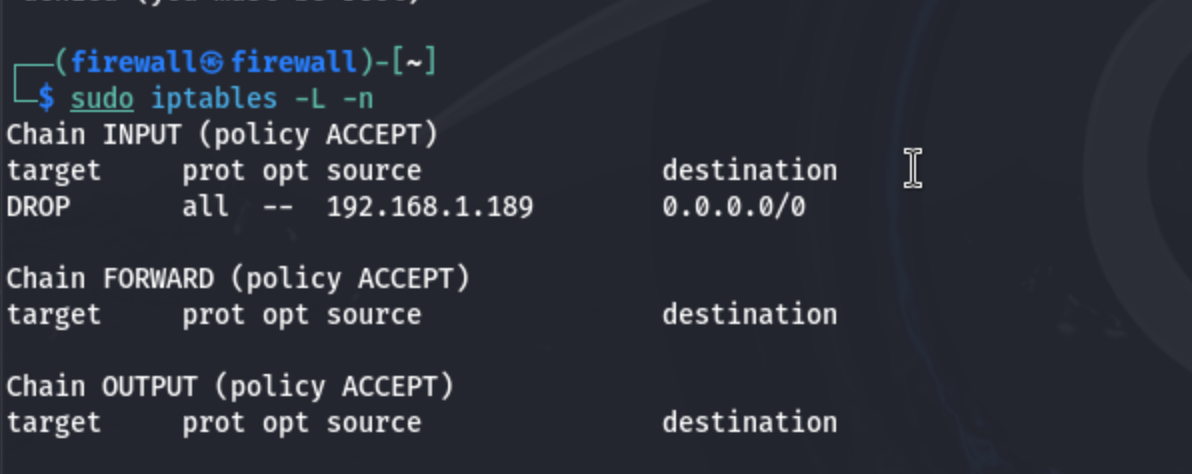 ┌──(firewall㉿firewall)-[~]
└─$ sudo iptables -L -n
Chain INPUT (policy ACCEPT)
target     prot opt source               destination
DROP       all  --  192.168.1.189        0.0.0.0/0
Chain FORWARD (policy ACCEPT)
target     prot opt source               destination
Chain OUTPUT (policy ACCEPT)
target     prot opt source               destination